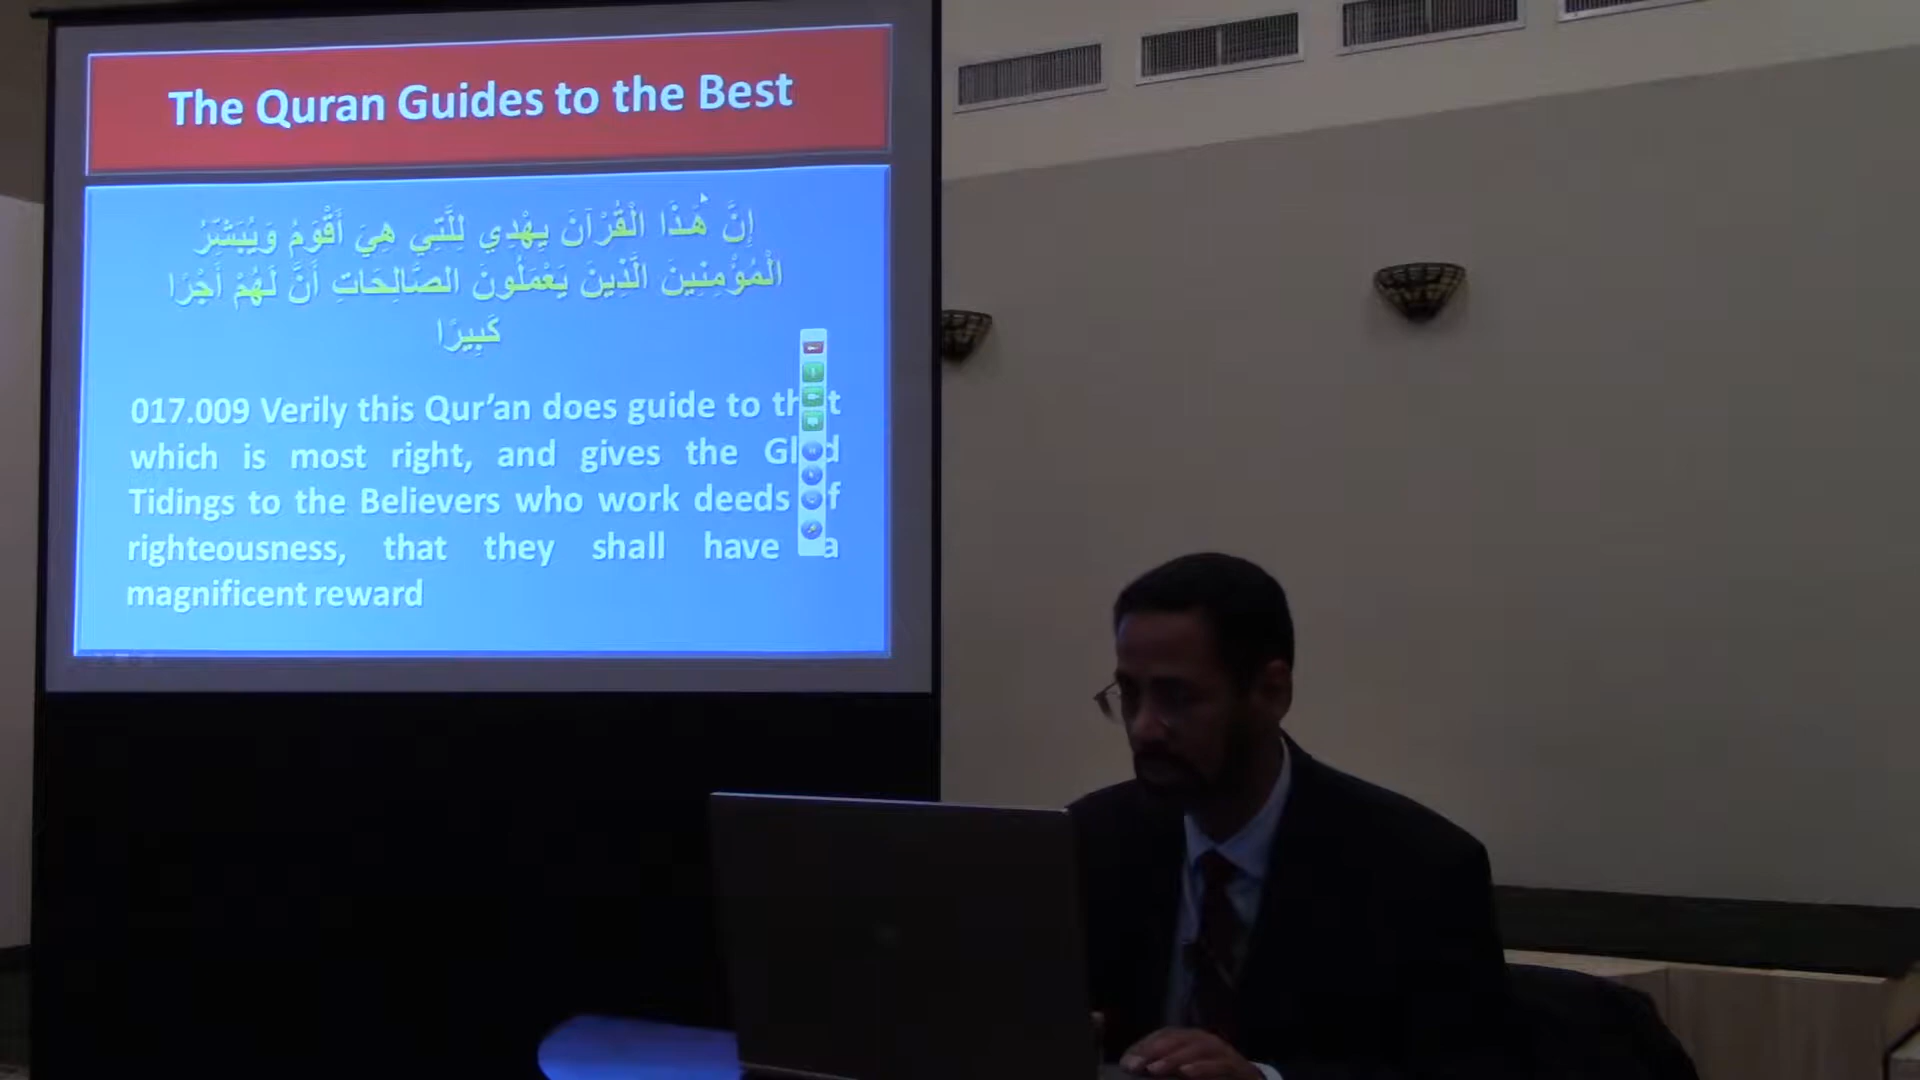 The Quran Guides to the Best
إِنَّ هَٰذَا الْقُرْآنَ يِهْدِي لِلَّتِي هِيَ أَقْوَمُ وَيُبَشِّرُ
الْمُؤْمِنِينَ الَّذِينَ يَعْمَلُونَ الصَّالِحَاتِ أَنَّ لَهُمْ أَجْرًا
كَبِيرًا
017.009 Verily this Qur’an does guide to that
which is most right, and gives the Glad
Tidings to the Believers who work deeds of
righteousness, that they shall have a
magnificent reward